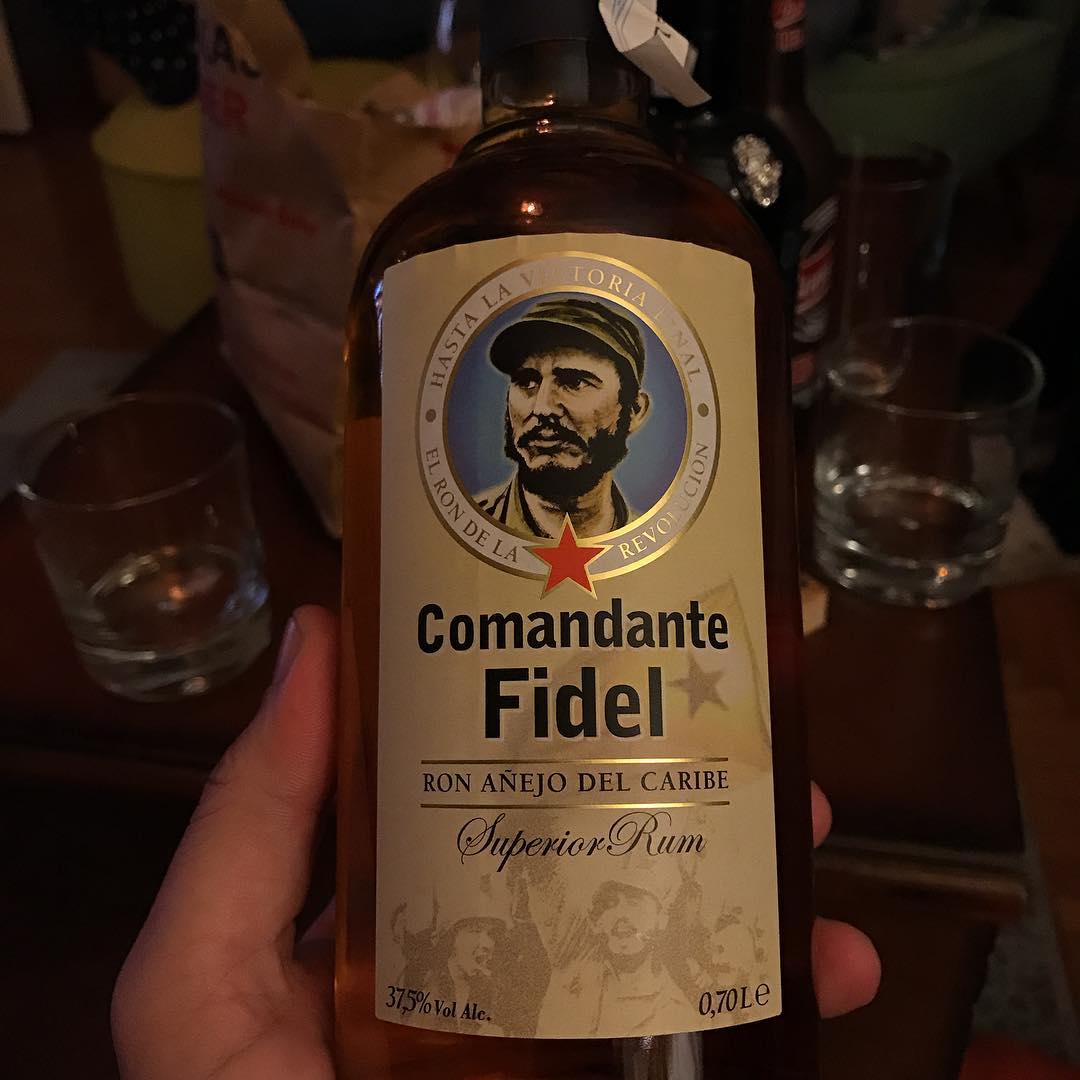 HASTA LA VICTORIA FINAL
EL RON DE LA REVOLUCION
Comandante
Fidel
RON AÑEJO DEL CARIBE
Superior Rum
37,5% Vol Alc.
0,70 L e